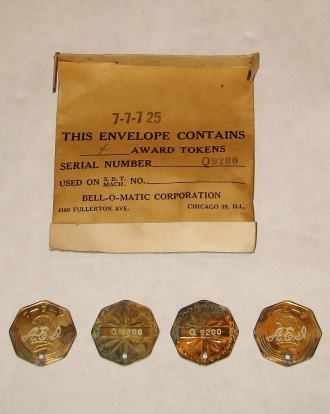 7-7-7 25
THIS ENVELOPE CONTAINS
4 AWARD TOKENS
SERIAL NUMBER Q9200
USED ON S.D.T. MACH. NO.
BELL-O-MATIC CORPORATION
4100 FULLERTON AVE. CHICAGO 39, ILL.
Q 9200
Q 9200